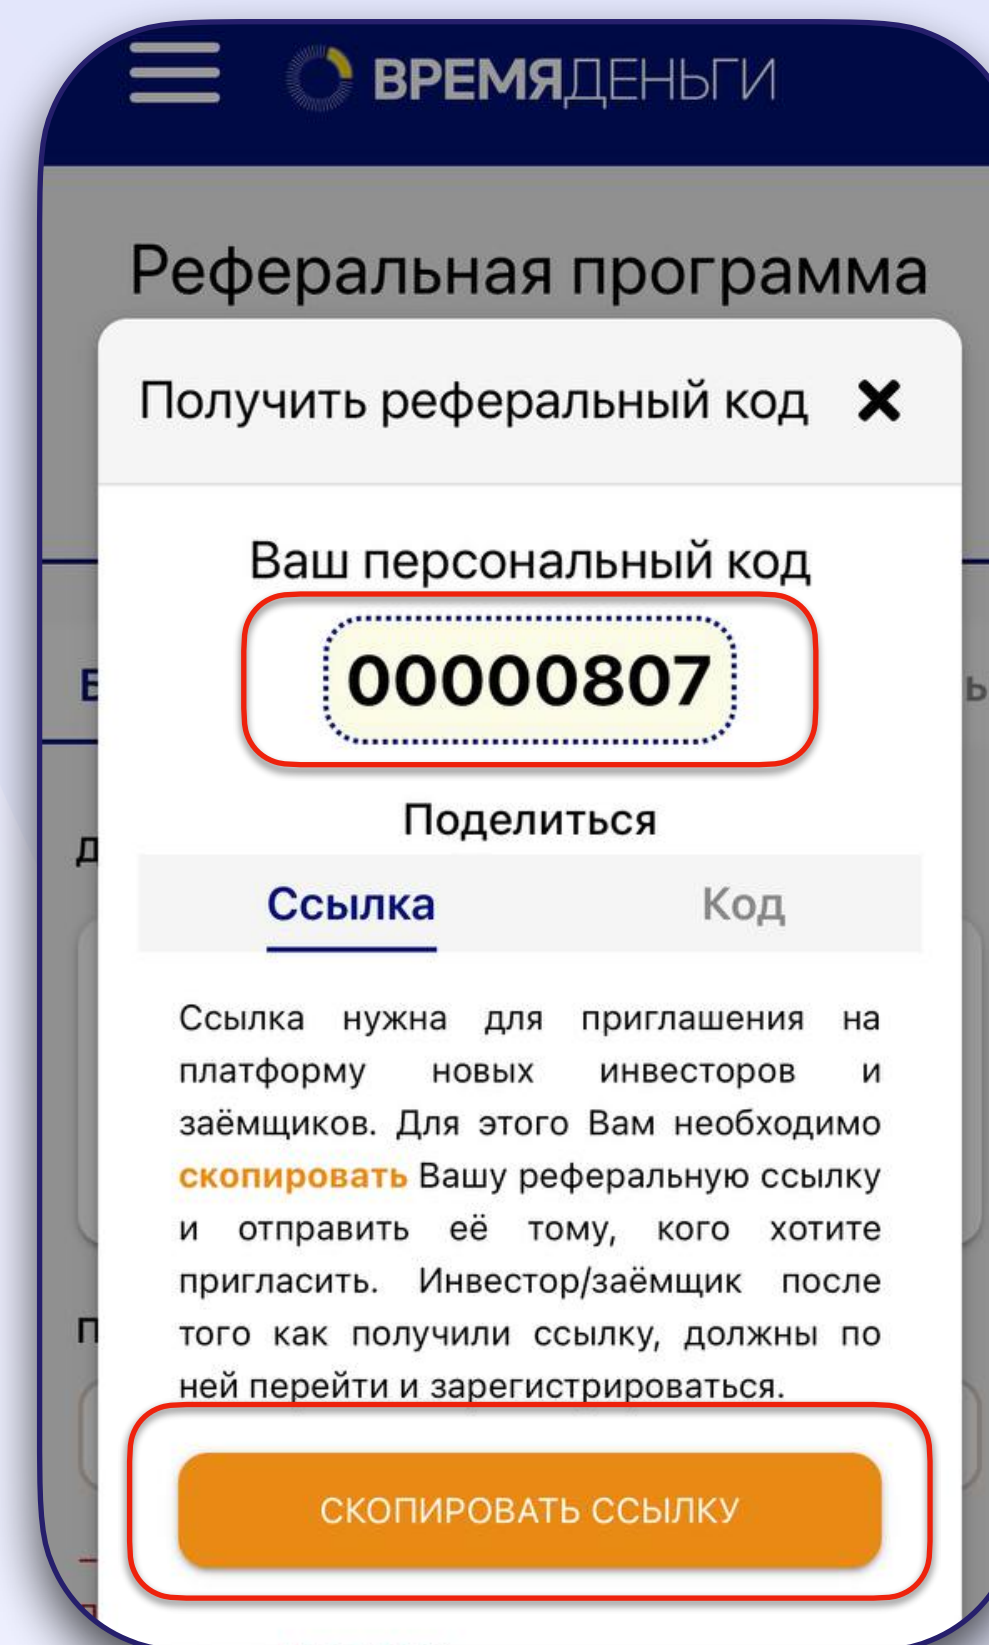 ВРЕМЯДЕНЬГИ
Реферальная программа
Получить реферальный код
Ваш персональный код
00000807
Поделиться
Ссылка Код
Ссылка нужна для приглашения на
платформу новых инвесторов и
заёмщиков. Для этого Вам необходимо
скопировать Вашу реферальную ссылку
и отправить её тому, кого хотите
пригласить. Инвестор/заёмщик после
того как получили ссылку, должны по
ней перейти и зарегистрироваться.
СКОПИРОВАТЬ ССЫЛКУ